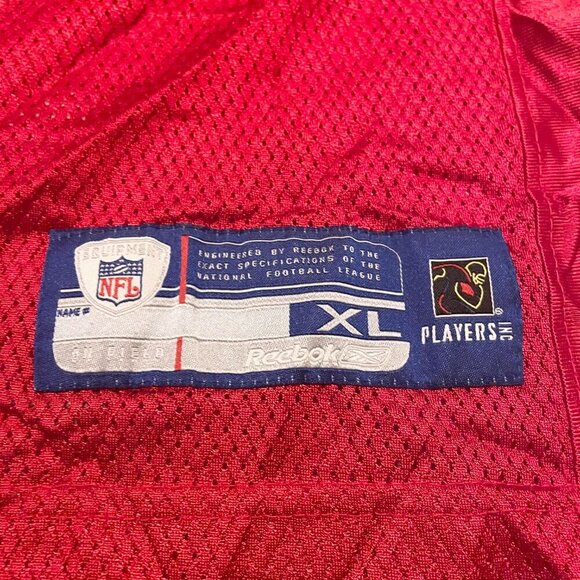 EQUIPMENT
NFL
ENGINEERED BY REEBOK TO THE
EXACT SPECIFICATIONS OF THE
NATIONAL FOOTBALL LEAGUE
NAME #
XL
ON FIELD
Reebok
®
PLAYERS INC